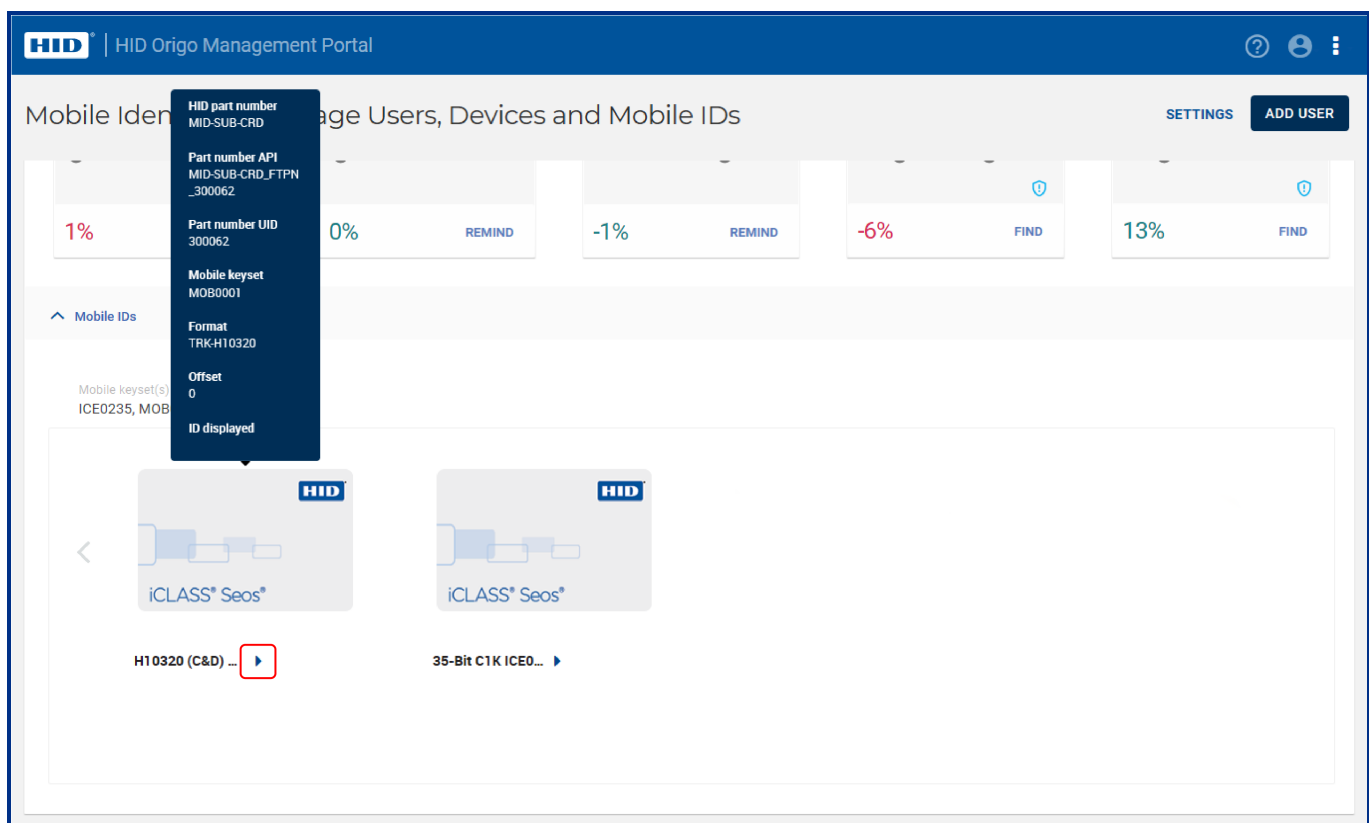 HID | HID Origo Management Portal
Mobile Iden age Users, Devices and Mobile IDs
SETTINGS
ADD USER
HID part number
MID-SUB-CRD
Part number API
MID-SUB-CRD_FTPN
_300062
Part number UID
300062
Mobile keyset
MOB0001
Format
TRK-H10320
Offset
0
ID displayed
1%
0%
REMIND
-1%
REMIND
-6%
FIND
13%
FIND
Mobile IDs
Mobile keyset(s)
ICE0235, MOB
HID
iCLASS® Seos®
HID
iCLASS® Seos®
H10320 (C&D) ...
35-Bit C1K ICE0...